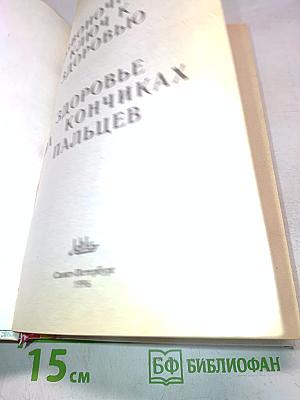 КЛЮЧ К
ЗДОРОВЬЮ
ЗДОРОВЬЕ
КОНЧИКАХ
ПАЛЬЦЕВ
Санкт-Петербург
1996
15 см
БФ БИБЛИОФАН